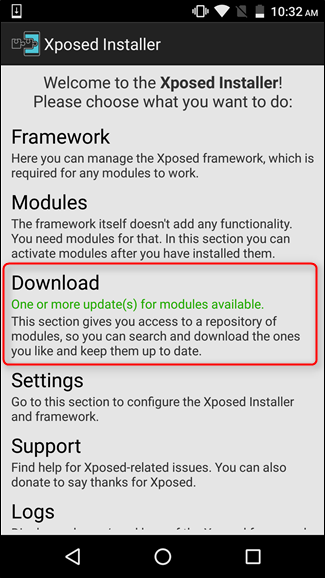 10:32 AM
Xposed Installer
Welcome to the Xposed Installer!
Please choose what you want to do:
Framework
Here you can manage the Xposed framework, which is
required for any modules to work.
Modules
The framework itself doesn't add any functionality.
You need modules for that. In this section you can
activate modules after you have installed them.
Download
One or more update(s) for modules available.
This section gives you access to a repository of
modules, so you can search and download the ones
you like and keep them up to date.
Settings
Go to this section to configure the Xposed Installer
and framework.
Support
Find help for Xposed-related issues. You can also
donate to say thanks for Xposed.
Logs